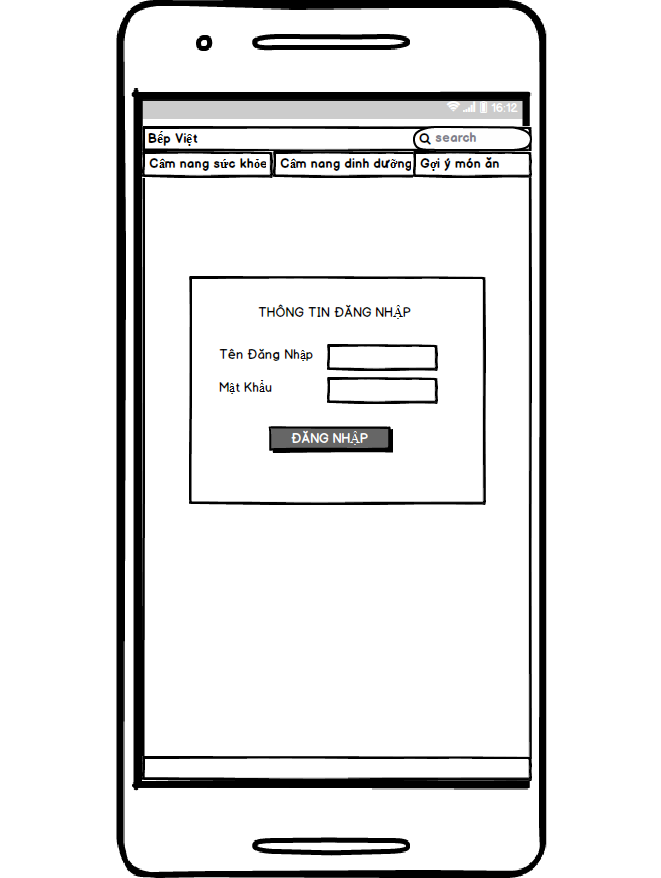 16:12
Bếp Việt
search
Cẩm nang sức khỏe
Cẩm nang dinh dưỡng
Gợi ý món ăn
THÔNG TIN ĐĂNG NHẬP
Tên Đăng Nhập
Mật Khẩu
ĐĂNG NHẬP